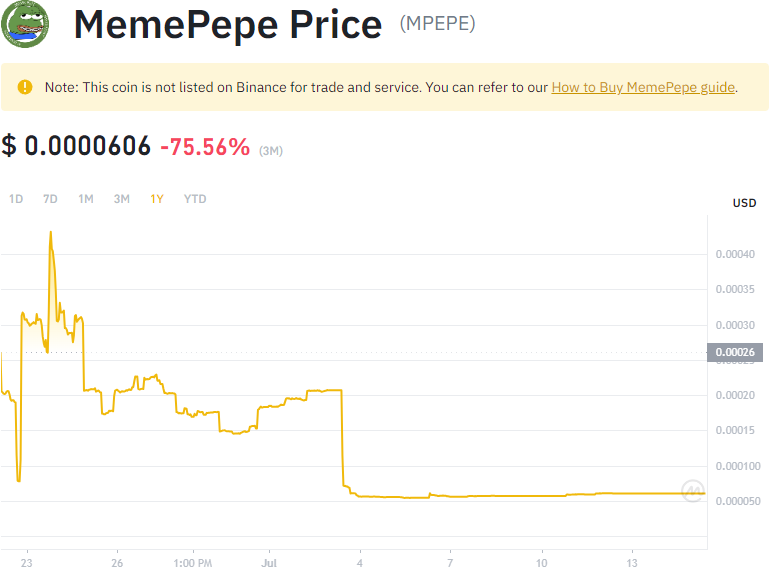 MemePepe Price (MPEPE)
Note: This coin is not listed on Binance for trade and service. You can refer to our How to Buy MemePepe guide.
$ 0.0000606 -75.56% (3M)
1D 7D 1M 3M 1Y YTD
USD
0.00040
0.00035
0.00030
0.00026
0.00020
0.00015
0.000100
0.000050
23 26 1:00 PM Jul 4 7 10 13